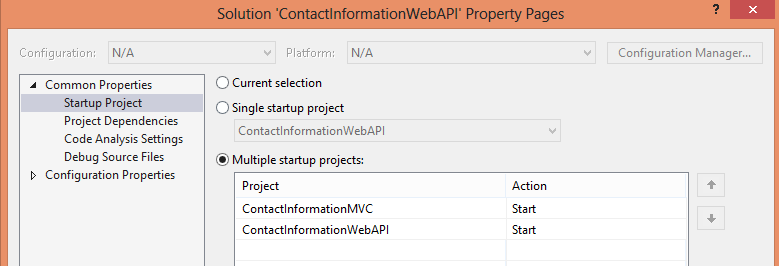 Solution 'ContactInformationWebAPI' Property Pages
?
Configuration: N/A Platform: N/A Configuration Manager...
Common Properties
Startup Project
Project Dependencies
Code Analysis Settings
Debug Source Files
Configuration Properties
Current selection
Single startup project
ContactInformationWebAPI
Multiple startup projects:
Project Action
ContactInformationMVC Start
ContactInformationWebAPI Start